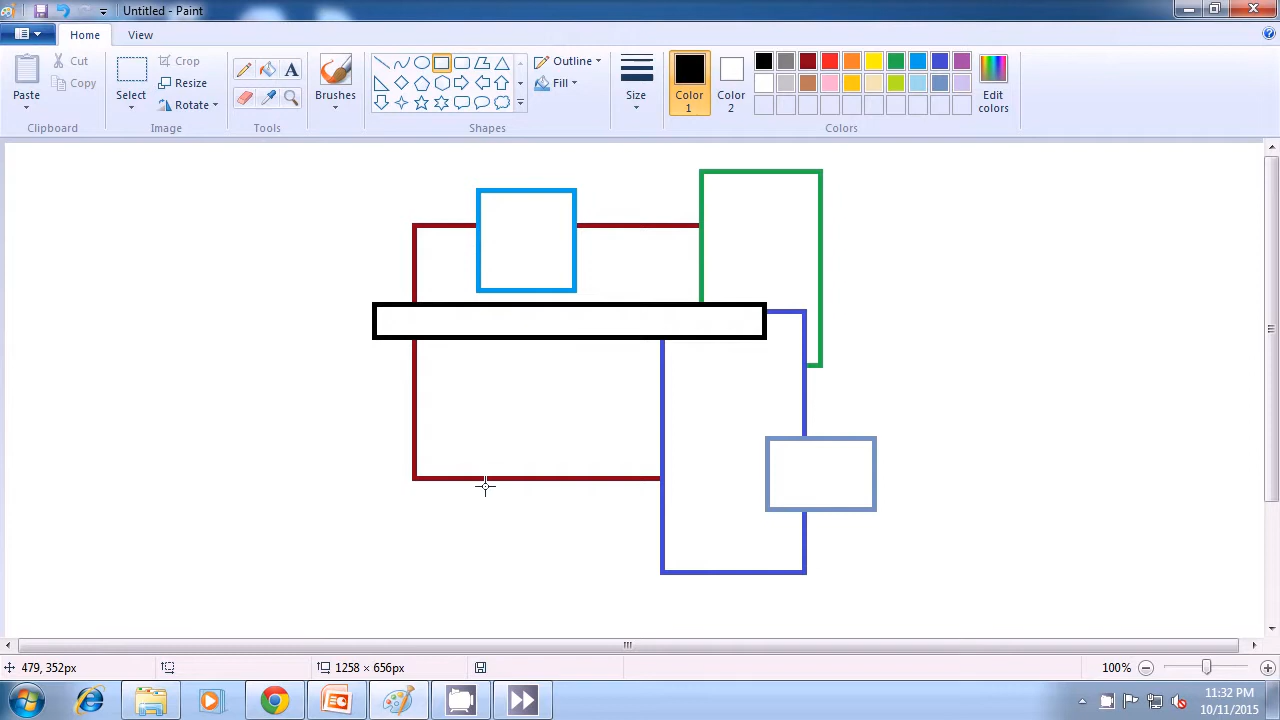 Untitled - Paint
Home View
Paste
Cut
Copy
Clipboard
Select
Crop
Resize
Rotate
Image
Tools
Brushes
Outline
Fill
Shapes
Size
Color 1
Color 2
Edit colors
Colors
479, 352px
1258 × 656px
100%
11:32 PM
10/11/2015